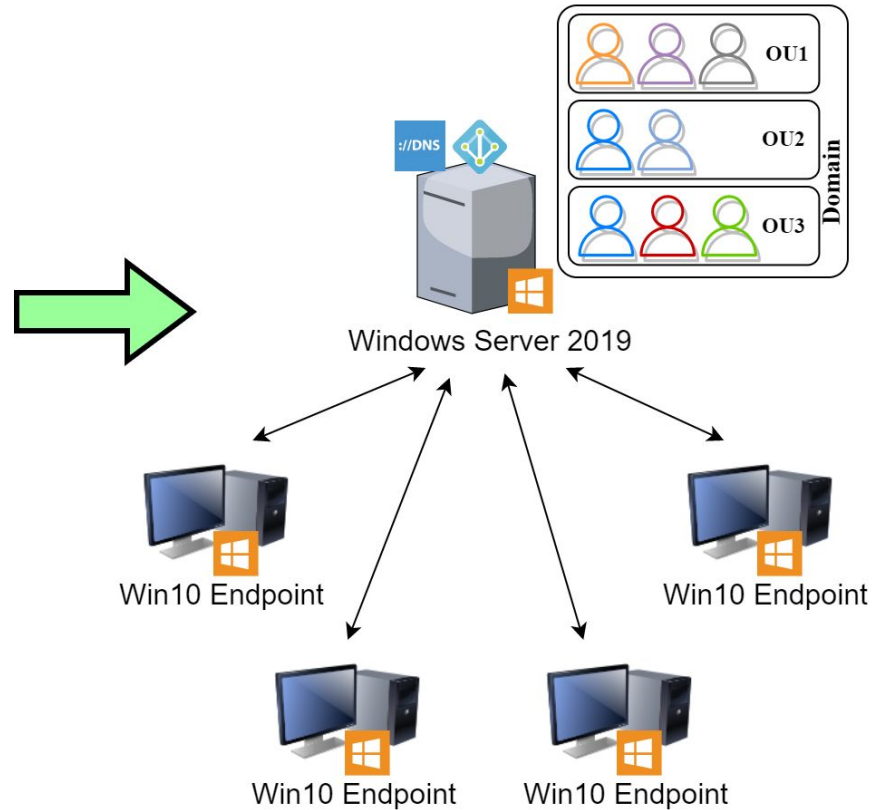 OU1
://DNS
OU2
Domain
OU3
Windows Server 2019
Win10 Endpoint
Win10 Endpoint
Win10 Endpoint
Win10 Endpoint